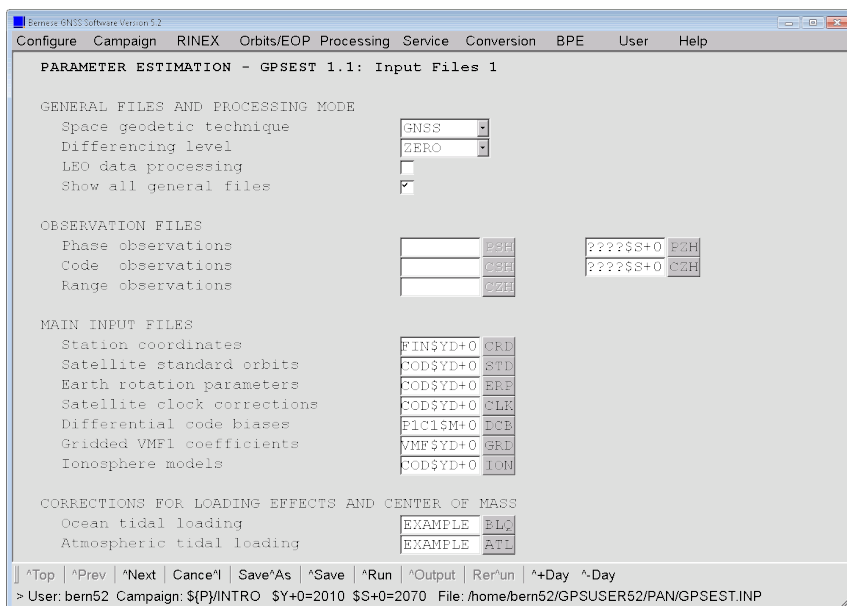 Bernese GNSS Software Version 5.2
Configure Campaign RINEX Orbits/EOP Processing Service Conversion BPE User Help
PARAMETER ESTIMATION - GPSEST 1.1: Input Files 1
GENERAL FILES AND PROCESSING MODE
Space geodetic technique GNSS
Differencing level ZERO
LEO data processing
Show all general files
OBSERVATION FILES
Phase observations PSH ????$S+0 PZH
Code observations CSH ????$S+0 CZH
Range observations CZH
MAIN INPUT FILES
Station coordinates FIN$YD+0 CRD
Satellite standard orbits COD$YD+0 STD
Earth rotation parameters COD$YD+0 ERP
Satellite clock corrections COD$YD+0 CLK
Differential code biases P1C1$M+0 DCB
Gridded VMF1 coefficients VMF$YD+0 GRD
Ionosphere models COD$YD+0 ION
CORRECTIONS FOR LOADING EFFECTS AND CENTER OF MASS
Ocean tidal loading EXAMPLE BLQ
Atmospheric tidal loading EXAMPLE ATL
^Top ^Prev ^Next Cance^l Save^As ^Save ^Run ^Output Rer^un ^+Day ^-Day
> User: bern52 Campaign: ${P}/INTRO $Y+0=2010 $S+0=2070 File: /home/bern52/GPSUSER52/PAN/GPSEST.INP